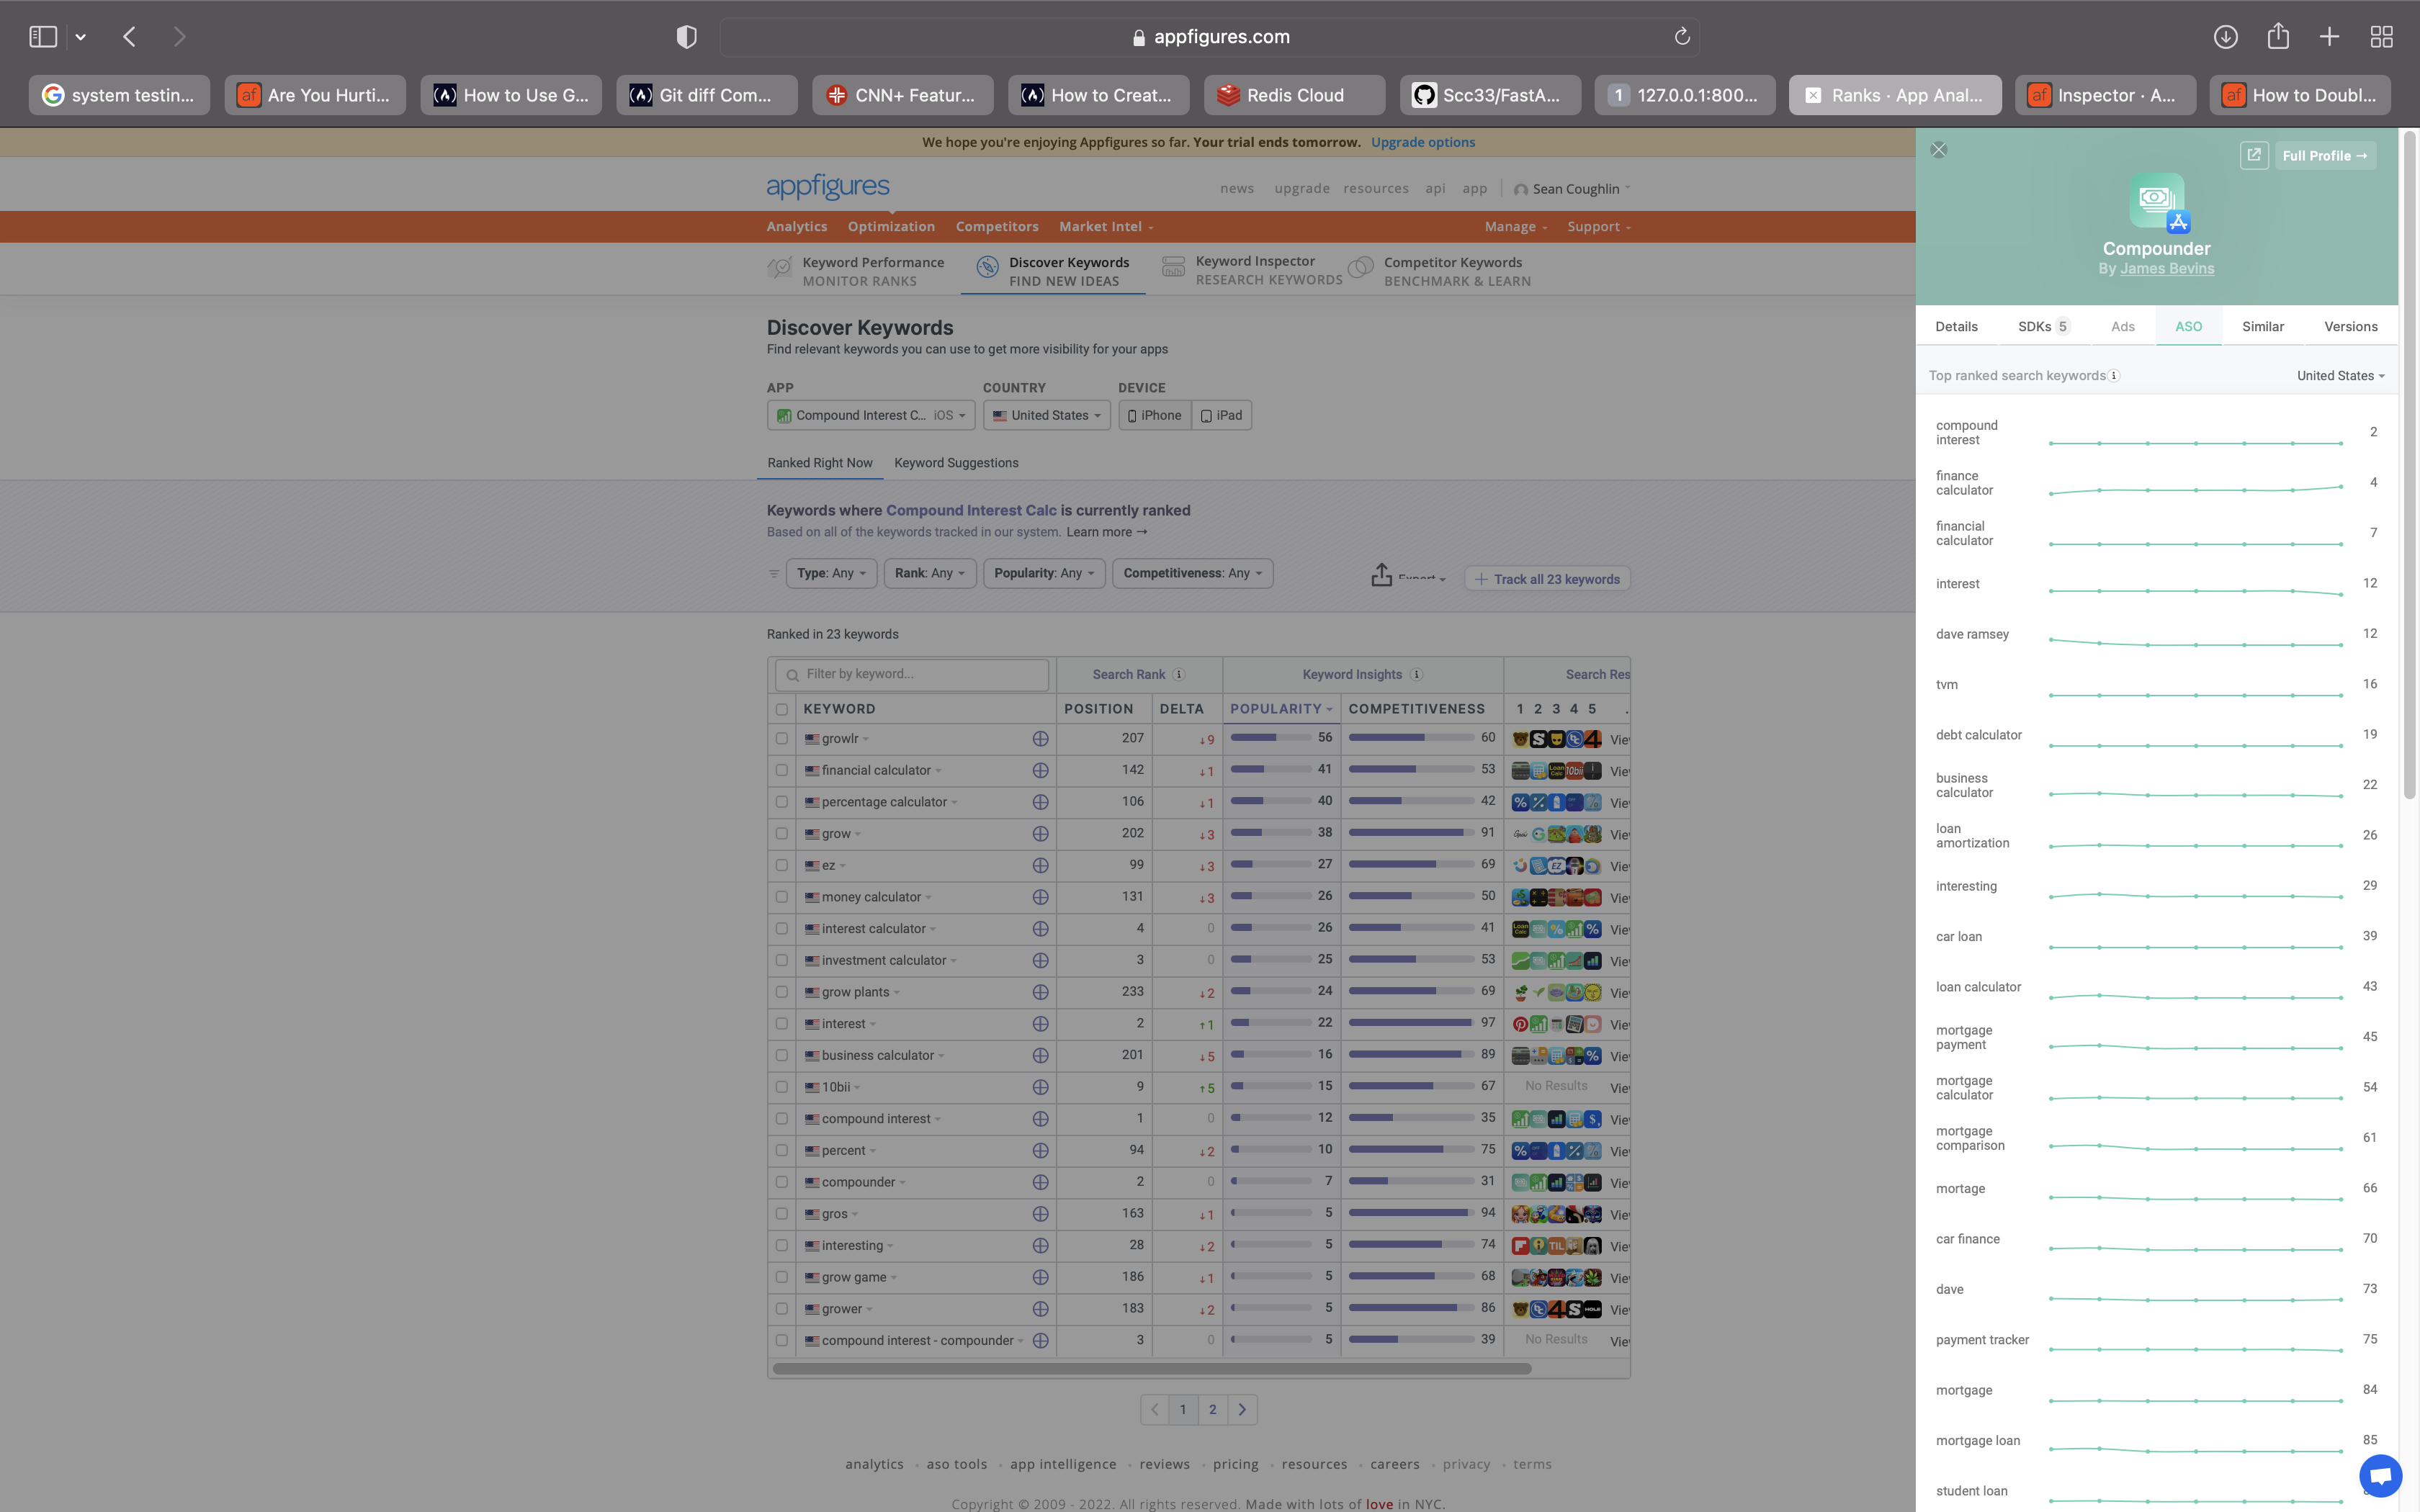 appfigures.com
system testin...
Are You Hurti...
How to Use G...
Git diff Com...
CNN+ Featur...
How to Creat...
Redis Cloud
Scc33/FastA...
1 127.0.0.1:800...
Ranks · App Anal...
Inspector · A...
How to Doubl...
We hope you're enjoying Appfigures so far. Your trial ends tomorrow. Upgrade options
appfigures
news upgrade resources api app Sean Coughlin
Analytics Optimization Competitors Market Intel Manage Support
Keyword Performance
MONITOR RANKS
Discover Keywords
FIND NEW IDEAS
Keyword Inspector
RESEARCH KEYWORDS
Competitor Keywords
BENCHMARK & LEARN
Discover Keywords
Find relevant keywords you can use to get more visibility for your apps
APP COUNTRY DEVICE
Compound Interest C... iOS United States iPhone iPad
Ranked Right Now Keyword Suggestions
Keywords where Compound Interest Calc is currently ranked
Based on all of the keywords tracked in our system. Learn more →
Type: Any Rank: Any Popularity: Any Competitiveness: Any Export + Track all 23 keywords
Ranked in 23 keywords
Filter by keyword... Search Rank Keyword Insights Search Res
KEYWORD POSITION DELTA POPULARITY COMPETITIVENESS 1 2 3 4 5 .
growlr 207 ↓9 56 60 Vie
financial calculator 142 ↓1 41 53 Vie
percentage calculator 106 ↓1 40 42 Vie
grow 202 ↓3 38 91 Vie
ez 99 ↓3 27 69 Vie
money calculator 131 ↓3 26 50 Vie
interest calculator 4 0 26 41 Vie
investment calculator 3 0 25 53 Vie
grow plants 233 ↓2 24 69 Vie
interest 2 ↑1 22 97 Vie
business calculator 201 ↓5 16 89 Vie
10bii 9 ↑5 15 67 No Results Vie
compound interest 1 0 12 35 Vie
percent 94 ↓2 10 75 Vie
compounder 2 0 7 31 Vie
gros 163 ↓1 5 94 Vie
interesting 28 ↓2 5 74 Vie
grow game 186 ↓1 5 68 Vie
grower 183 ↓2 5 86 Vie
compound interest - compounder 3 0 5 39 No Results Vie
1 2
analytics · aso tools · app intelligence · reviews · pricing · resources · careers · privacy · terms
Copyright © 2009 - 2022. All rights reserved. Made with lots of love in NYC.
Full Profile →
Compounder
By James Bevins
Details SDKs 5 Ads ASO Similar Versions
Top ranked search keywords United States
compound
interest 2
finance
calculator 4
financial
calculator 7
interest 12
dave ramsey 12
tvm 16
debt calculator 19
business
calculator 22
loan
amortization 26
interesting 29
car loan 39
loan calculator 43
mortgage
payment 45
mortgage
calculator 54
mortgage
comparison 61
mortage 66
car finance 70
dave 73
payment tracker 75
mortgage 84
mortgage loan 85
student loan